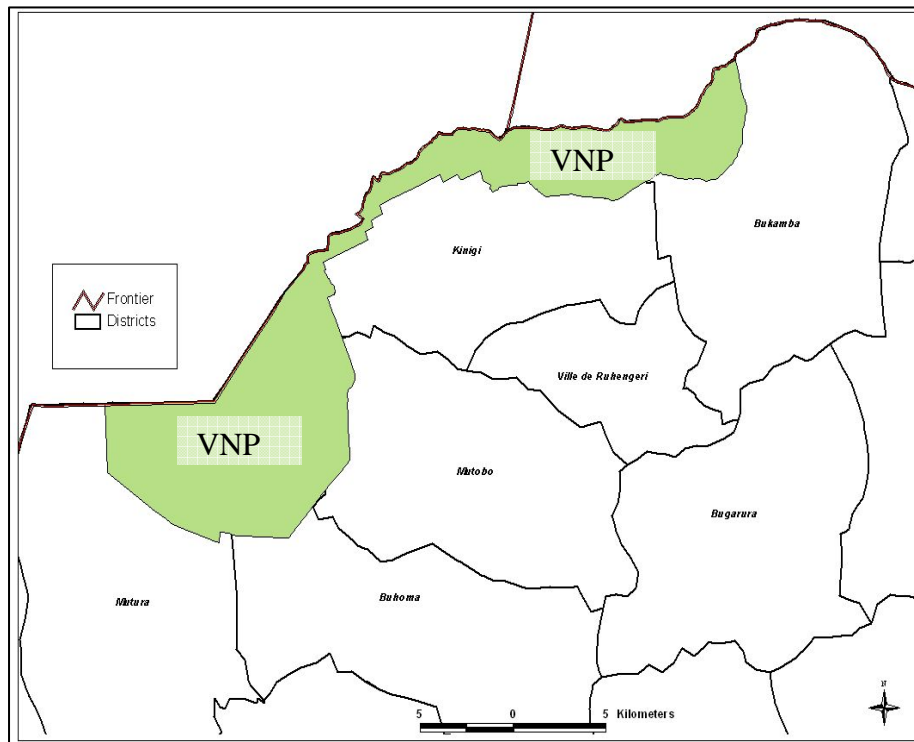 VNP
Bukamba
Kinigi
Frontier
Districts
Ville de Ruhengeri
VNP
Mutobo
Bugarura
Mutura
Buhoma
N
5 0 5 Kilometers